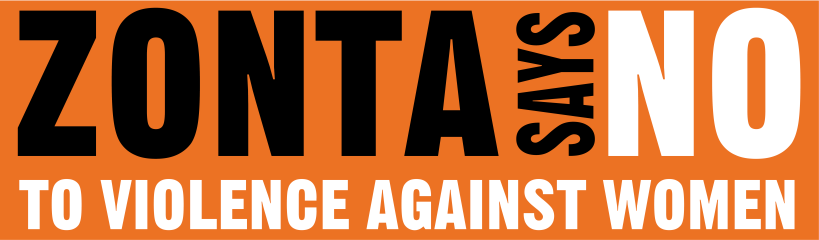 ZONTA SAYS NO
TO VIOLENCE AGAINST WOMEN